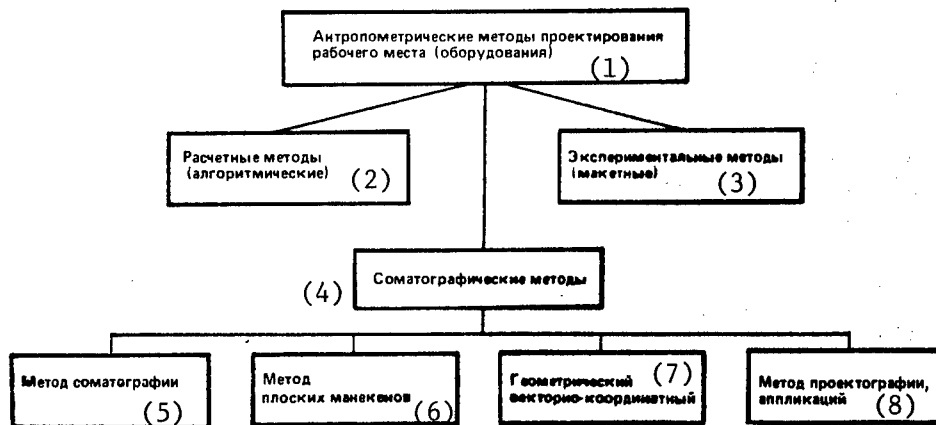 Антропометрические методы проектирования
рабочего места (оборудования)
(1)
Расчетные методы
(алгоритмические)
(2)
Экспериментальные методы
(макетные)
(3)
Соматографические методы
(4)
Метод соматографии
(5)
Метод
плоских манекенов
(6)
Геометрический (7)
векторно-координатный
Метод проектографии,
аппликаций
(8)